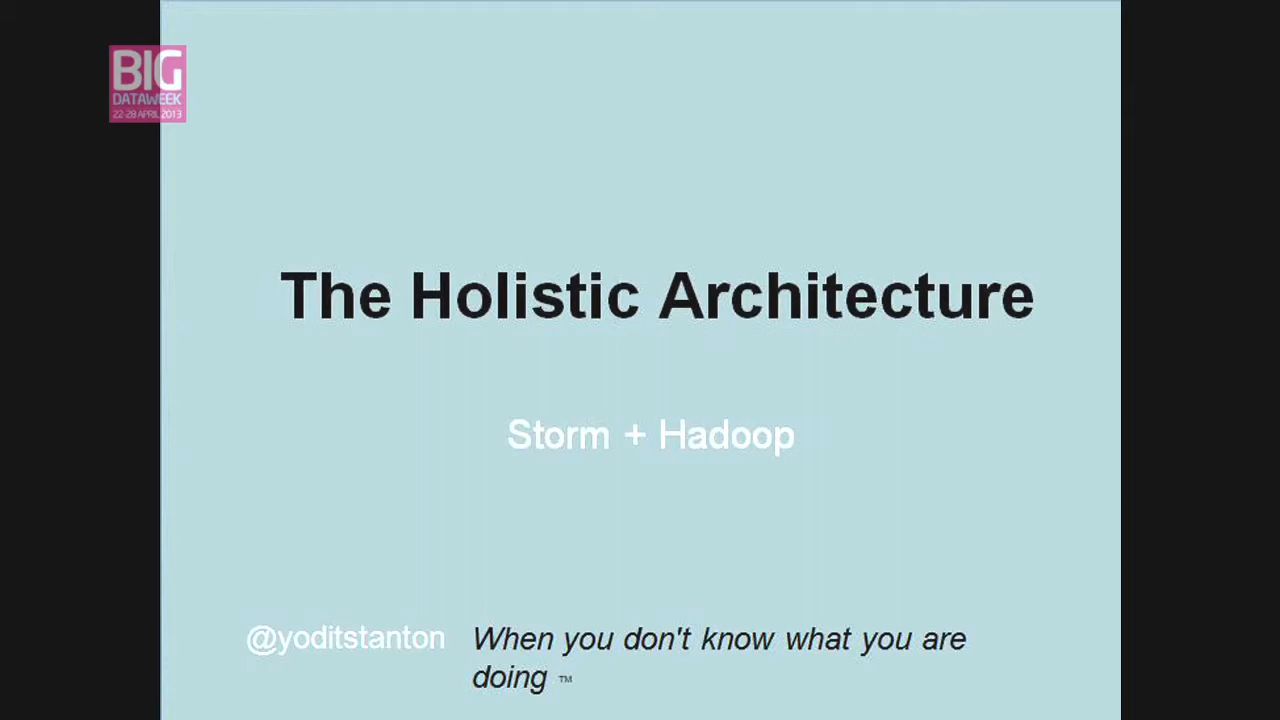 BIG
DATAWEEK
22-28 APRIL 2013
The Holistic Architecture
Storm + Hadoop
@yoditstanton
When you don't know what you are
doing ™